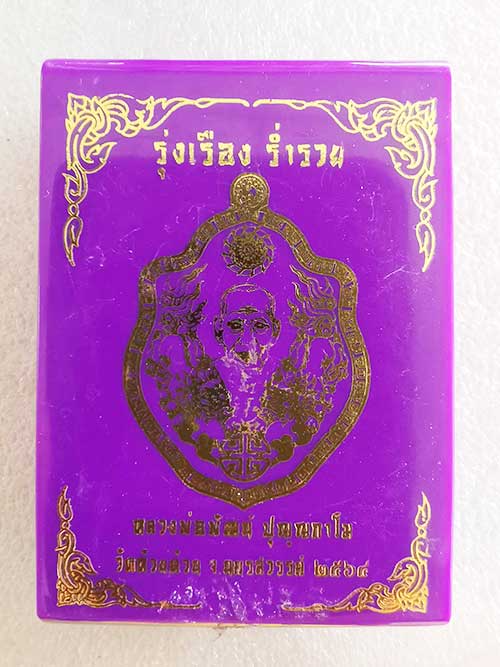 รุ่งเรือง ร่ำรวย
หลวงพ่อพัฒน์ ปุญฺญกาโม
วัดห้วยด้วน จ.นครสวรรค์ ๒๕๖๔